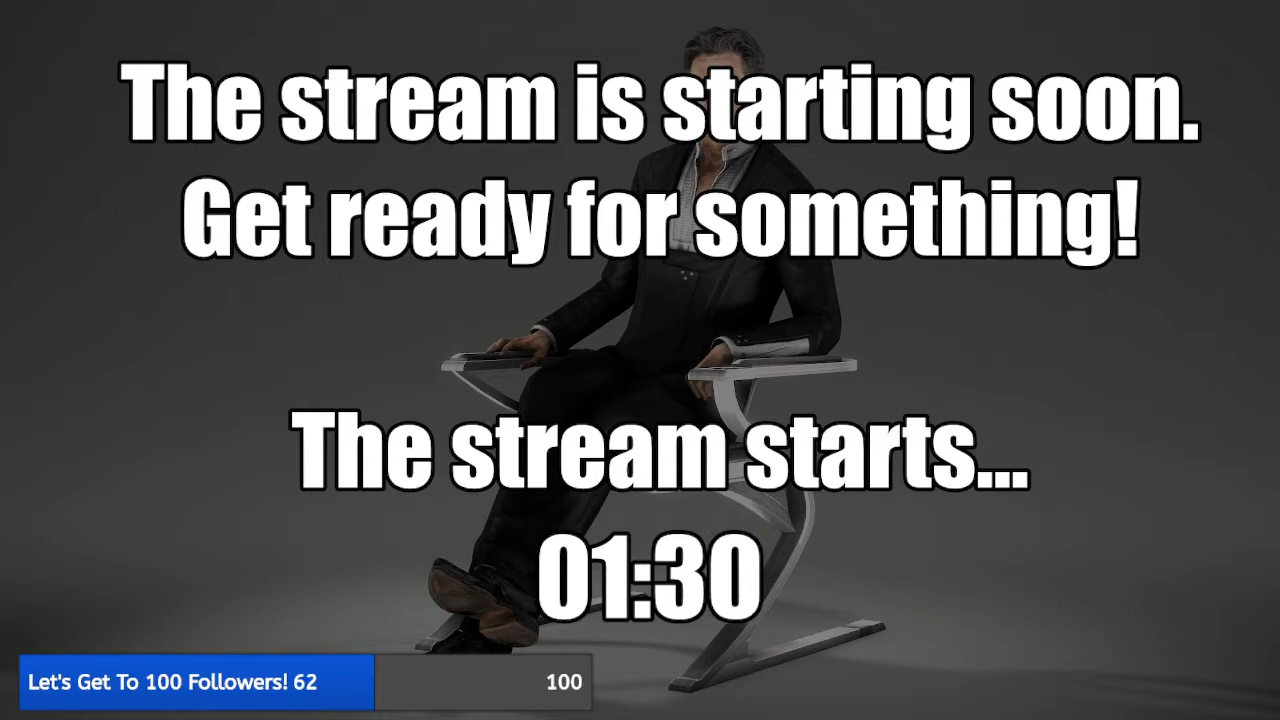 The stream is starting soon.
Get ready for something!
The stream starts...
01:30
Let's Get To 100 Followers! 62
100